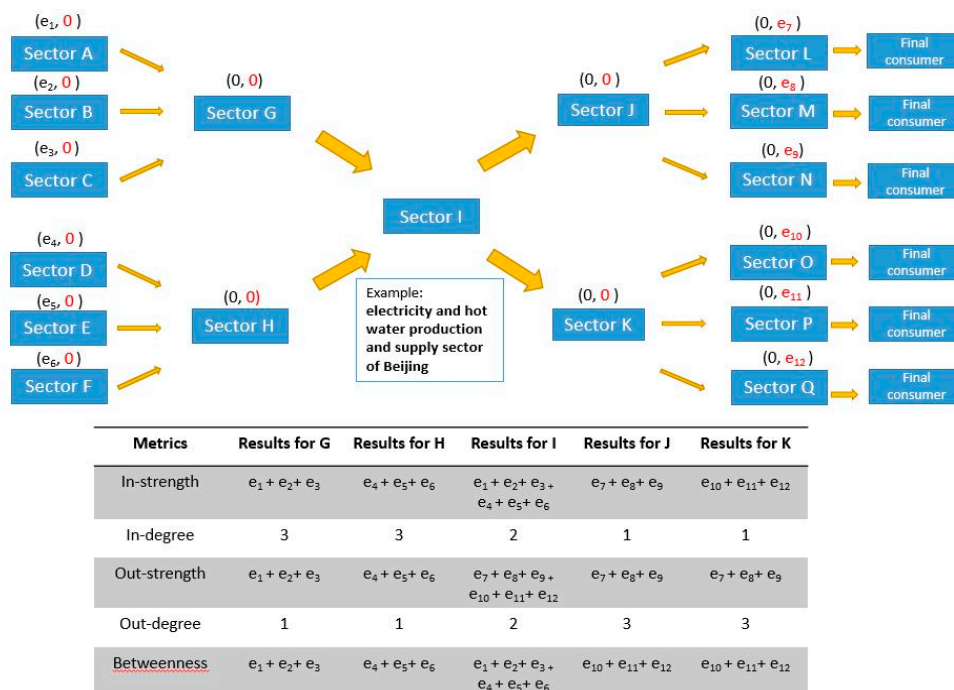 (e₁, 0)
Sector A
(e₂, 0)
Sector B
(e₃, 0)
Sector C
(e₄, 0)
Sector D
(e₅, 0)
Sector E
(e₆, 0)
Sector F
(0, 0)
Sector G
(0, 0)
Sector H
Sector I
Example:
electricity and hot
water production
and supply sector
of Beijing
(0, 0)
Sector J
(0, 0)
Sector K
(0, e₇ )
Sector L
Final
consumer
(0, e₈ )
Sector M
Final
consumer
(0, e₉)
Sector N
Final
consumer
(0, e₁₀ )
Sector O
Final
consumer
(0, e₁₁ )
Sector P
Final
consumer
(0, e₁₂ )
Sector Q
Final
consumer
Metrics Results for G Results for H Results for I Results for J Results for K
In-strength e₁ + e₂+ e₃ e₄ + e₅+ e₆ e₁ + e₂ + e₃ + e₇ + e₈+ e₉ e₁₀ + e₁₁+ e₁₂
e₄ + e₅+ e₆
In-degree 3 3 2 1 1
Out-strength e₁ + e₂+ e₃ e₄ + e₅+ e₆ e₇ + e₈ + e₉ + e₇ + e₈+ e₉ e₇ + e₈+ e₉
e₁₀ + e₁₁+ e₁₂
Out-degree 1 1 2 3 3
Betweenness e₁ + e₂+ e₃ e₄ + e₅+ e₆ e₁ + e₂ + e₃ + e₁₀ + e₁₁+ e₁₂ e₁₀ + e₁₁+ e₁₂
e₄ + e₅+ e₆